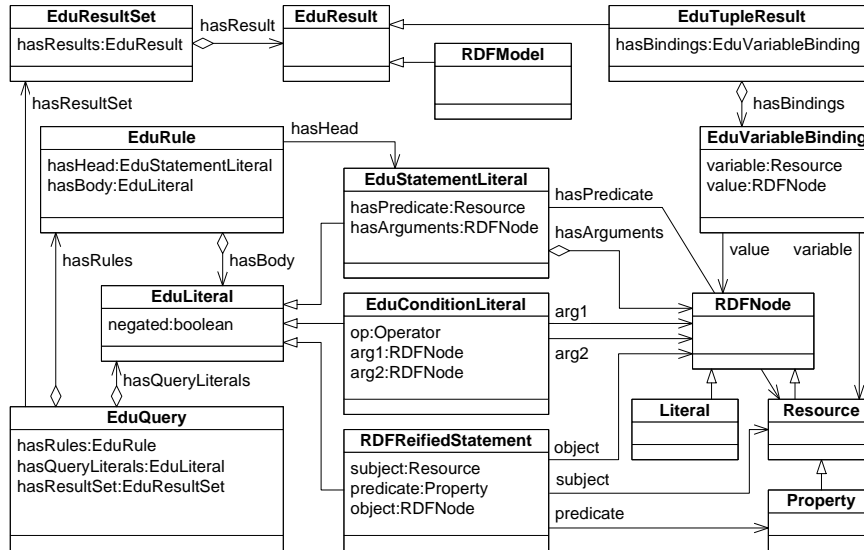 EduResultSet
hasResults:EduResult
hasResult
EduResult
EduTupleResult
hasBindings:EduVariableBinding
RDFModel
hasResultSet
hasBindings
EduRule
hasHead:EduStatementLiteral
hasBody:EduLiteral
hasHead
EduVariableBinding
variable:Resource
value:RDFNode
EduStatementLiteral
hasPredicate:Resource
hasArguments:RDFNode
hasPredicate
hasArguments
hasRules
hasBody
value
variable
EduLiteral
negated:boolean
EduConditionLiteral
op:Operator
arg1:RDFNode
arg2:RDFNode
arg1
arg2
RDFNode
hasQueryLiterals
EduQuery
hasRules:EduRule
hasQueryLiterals:EduLiteral
hasResultSet:EduResultSet
Literal
Resource
RDFReifiedStatement
subject:Resource
predicate:Property
object:RDFNode
object
subject
predicate
Property